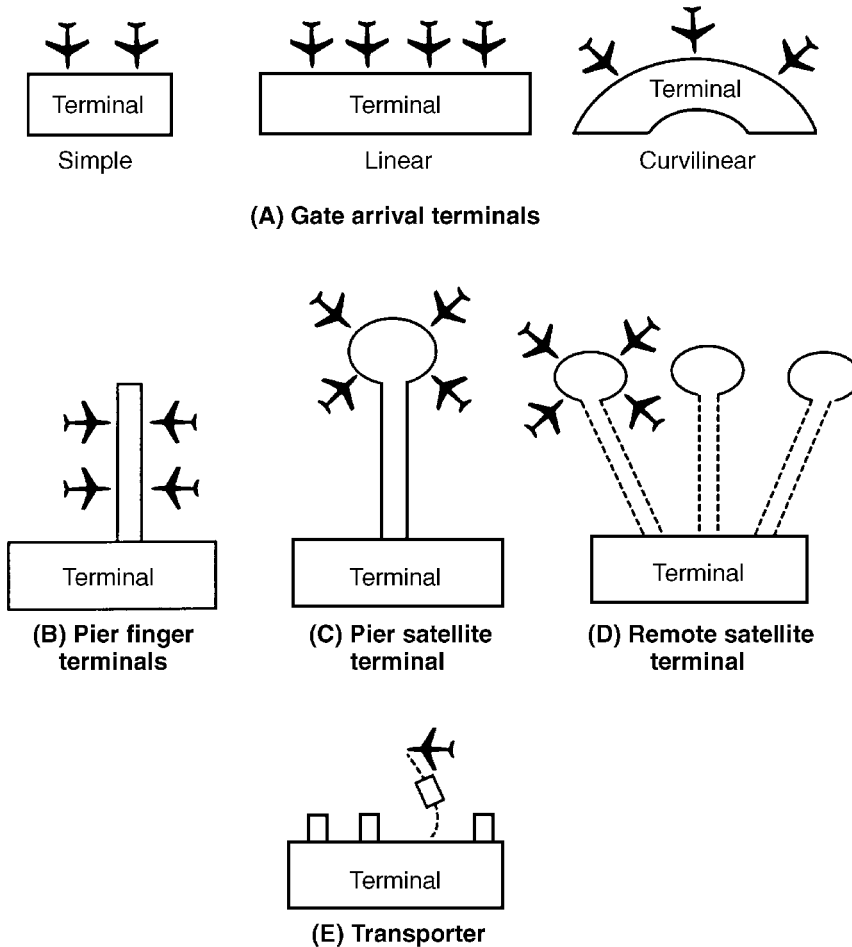 Terminal
Terminal
Terminal
Simple
Linear
Curvilinear
(A) Gate arrival terminals
Terminal
Terminal
Terminal
(B) Pier finger
terminals
(C) Pier satellite
terminal
(D) Remote satellite
terminal
Terminal
(E) Transporter